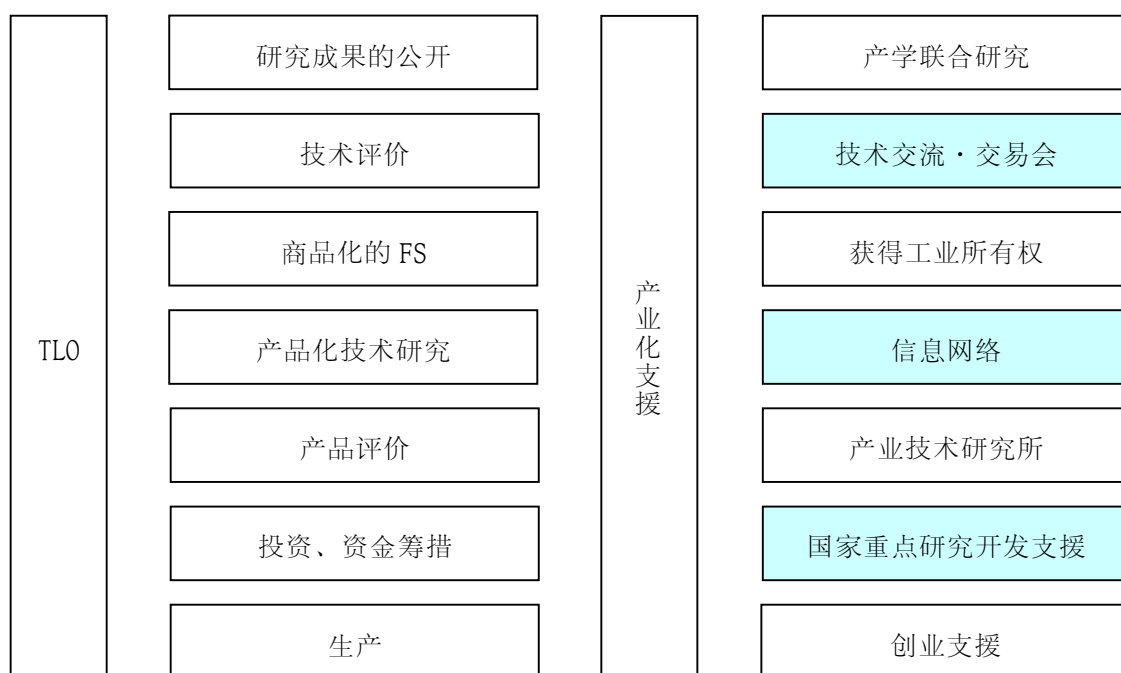 TLO
研究成果的公开
技术评价
商品化的 FS
产品化技术研究
产品评价
投资、资金筹措
生产
产业化支援
产学联合研究
技术交流·交易会
获得工业所有权
信息网络
产业技术研究所
国家重点研究开发支援
创业支援